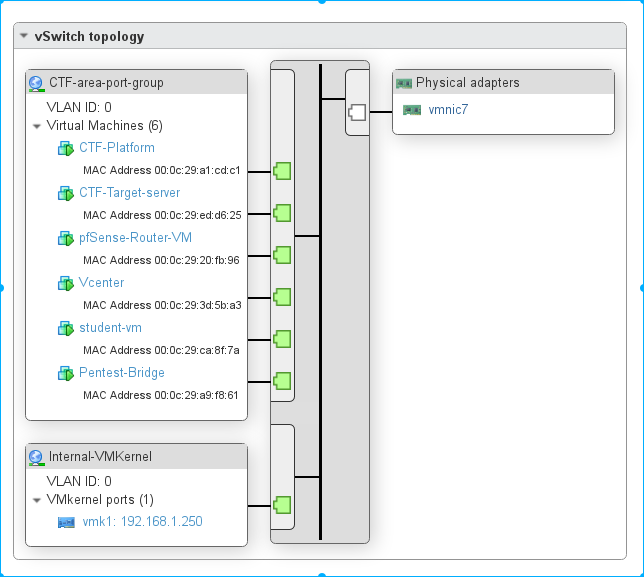 vSwitch topology
CTF-area-port-group
VLAN ID: 0
Virtual Machines (6)
CTF-Platform
MAC Address 00:0c:29:a1:cd:c1
CTF-Target-server
MAC Address 00:0c:29:ed:d6:25
pfSense-Router-VM
MAC Address 00:0c:29:20:fb:96
Vcenter
MAC Address 00:0c:29:3d:5b:a3
student-vm
MAC Address 00:0c:29:ca:8f:7a
Pentest-Bridge
MAC Address 00:0c:29:a9:f8:61
Internal-VMKernel
VLAN ID: 0
VMkernel ports (1)
vmk1: 192.168.1.250
Physical adapters
vmnic7